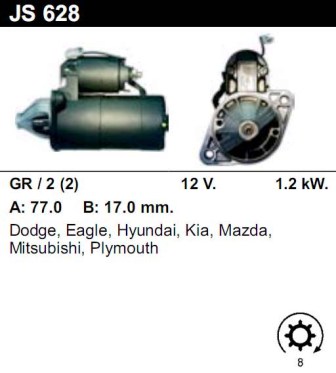 JS 628
GR / 2 (2) 12 V. 1.2 kW.
A: 77.0 B: 17.0 mm.
Dodge, Eagle, Hyundai, Kia, Mazda,
Mitsubishi, Plymouth
8